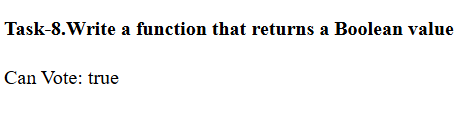 Task-8.Write a function that returns a Boolean value
Can Vote: true